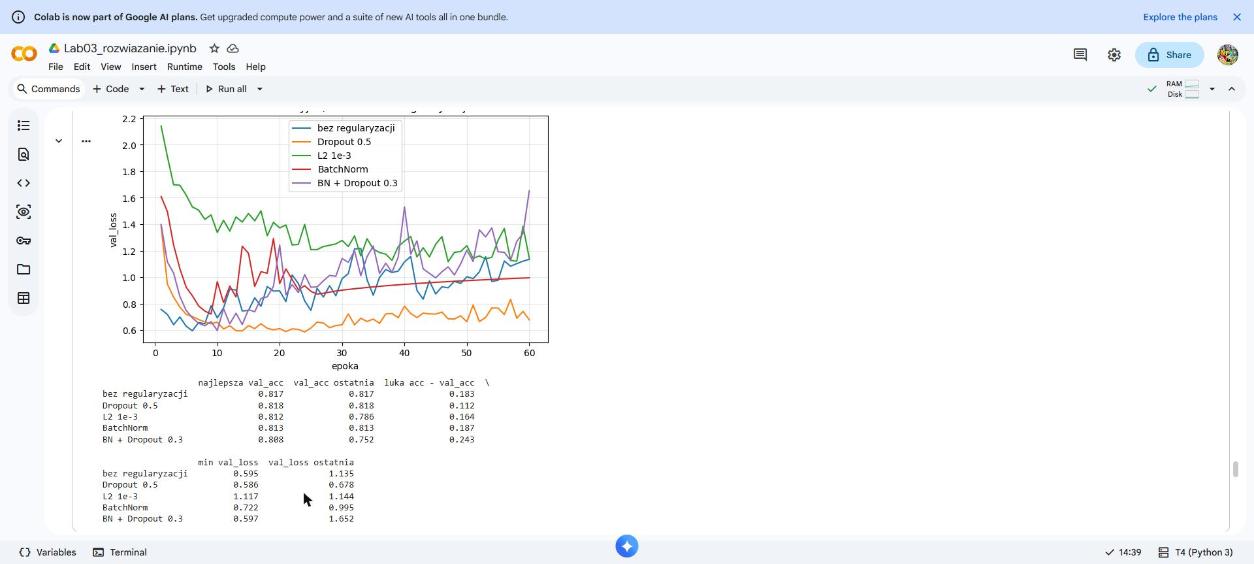 Colab is now part of Google AI plans. Get upgraded compute power and a suite of new AI tools all in one bundle.
Explore the plans
Lab03_rozwiazanie.ipynb
Share
File Edit View Insert Runtime Tools Help
Commands + Code + Text Run all
RAM
Disk
2.2
2.0
1.8
1.6
1.4
1.2
1.0
0.8
0.6
val_loss
bez regularyzacji
Dropout 0.5
L2 1e-3
BatchNorm
BN + Dropout 0.3
0 10 20 30 40 50 60
epoka
najlepsza val_acc val_acc ostatnia luka acc - val_acc \
bez regularyzacji 0.817 0.817 0.183
Dropout 0.5 0.818 0.818 0.112
L2 1e-3 0.812 0.786 0.164
BatchNorm 0.813 0.813 0.187
BN + Dropout 0.3 0.808 0.752 0.243
min val_loss val_loss ostatnia
bez regularyzacji 0.595 1.135
Dropout 0.5 0.586 0.678
L2 1e-3 1.117 1.144
BatchNorm 0.722 0.995
BN + Dropout 0.3 0.597 1.652
Variables Terminal
14:39 T4 (Python 3)